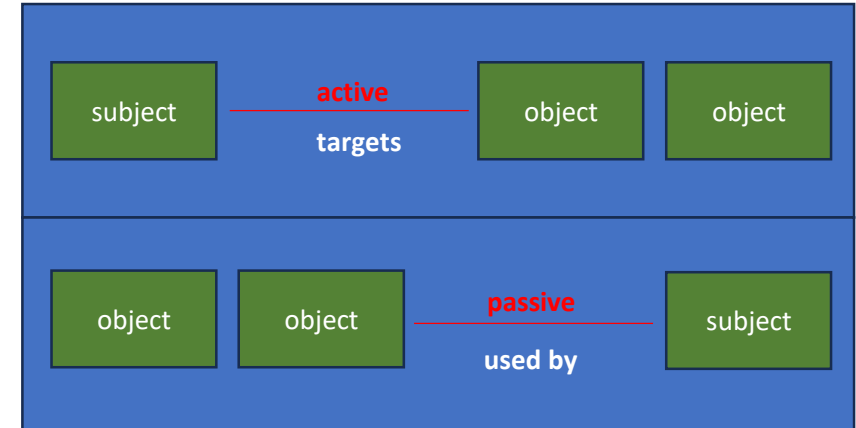 subject
active
targets
object
object
object
object
passive
used by
subject